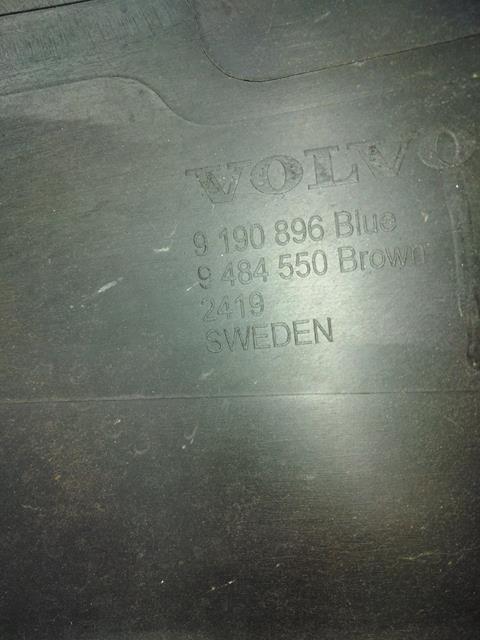 VOLVO
9 190 896 Blue
9 484 550 Brown
2419
SWEDEN